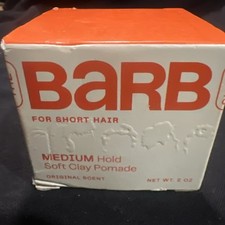 BaRB
FOR SHORT HAIR
MEDIUM Hold
Soft Clay Pomade
ORIGINAL SCENT
NET WT. 2 OZ